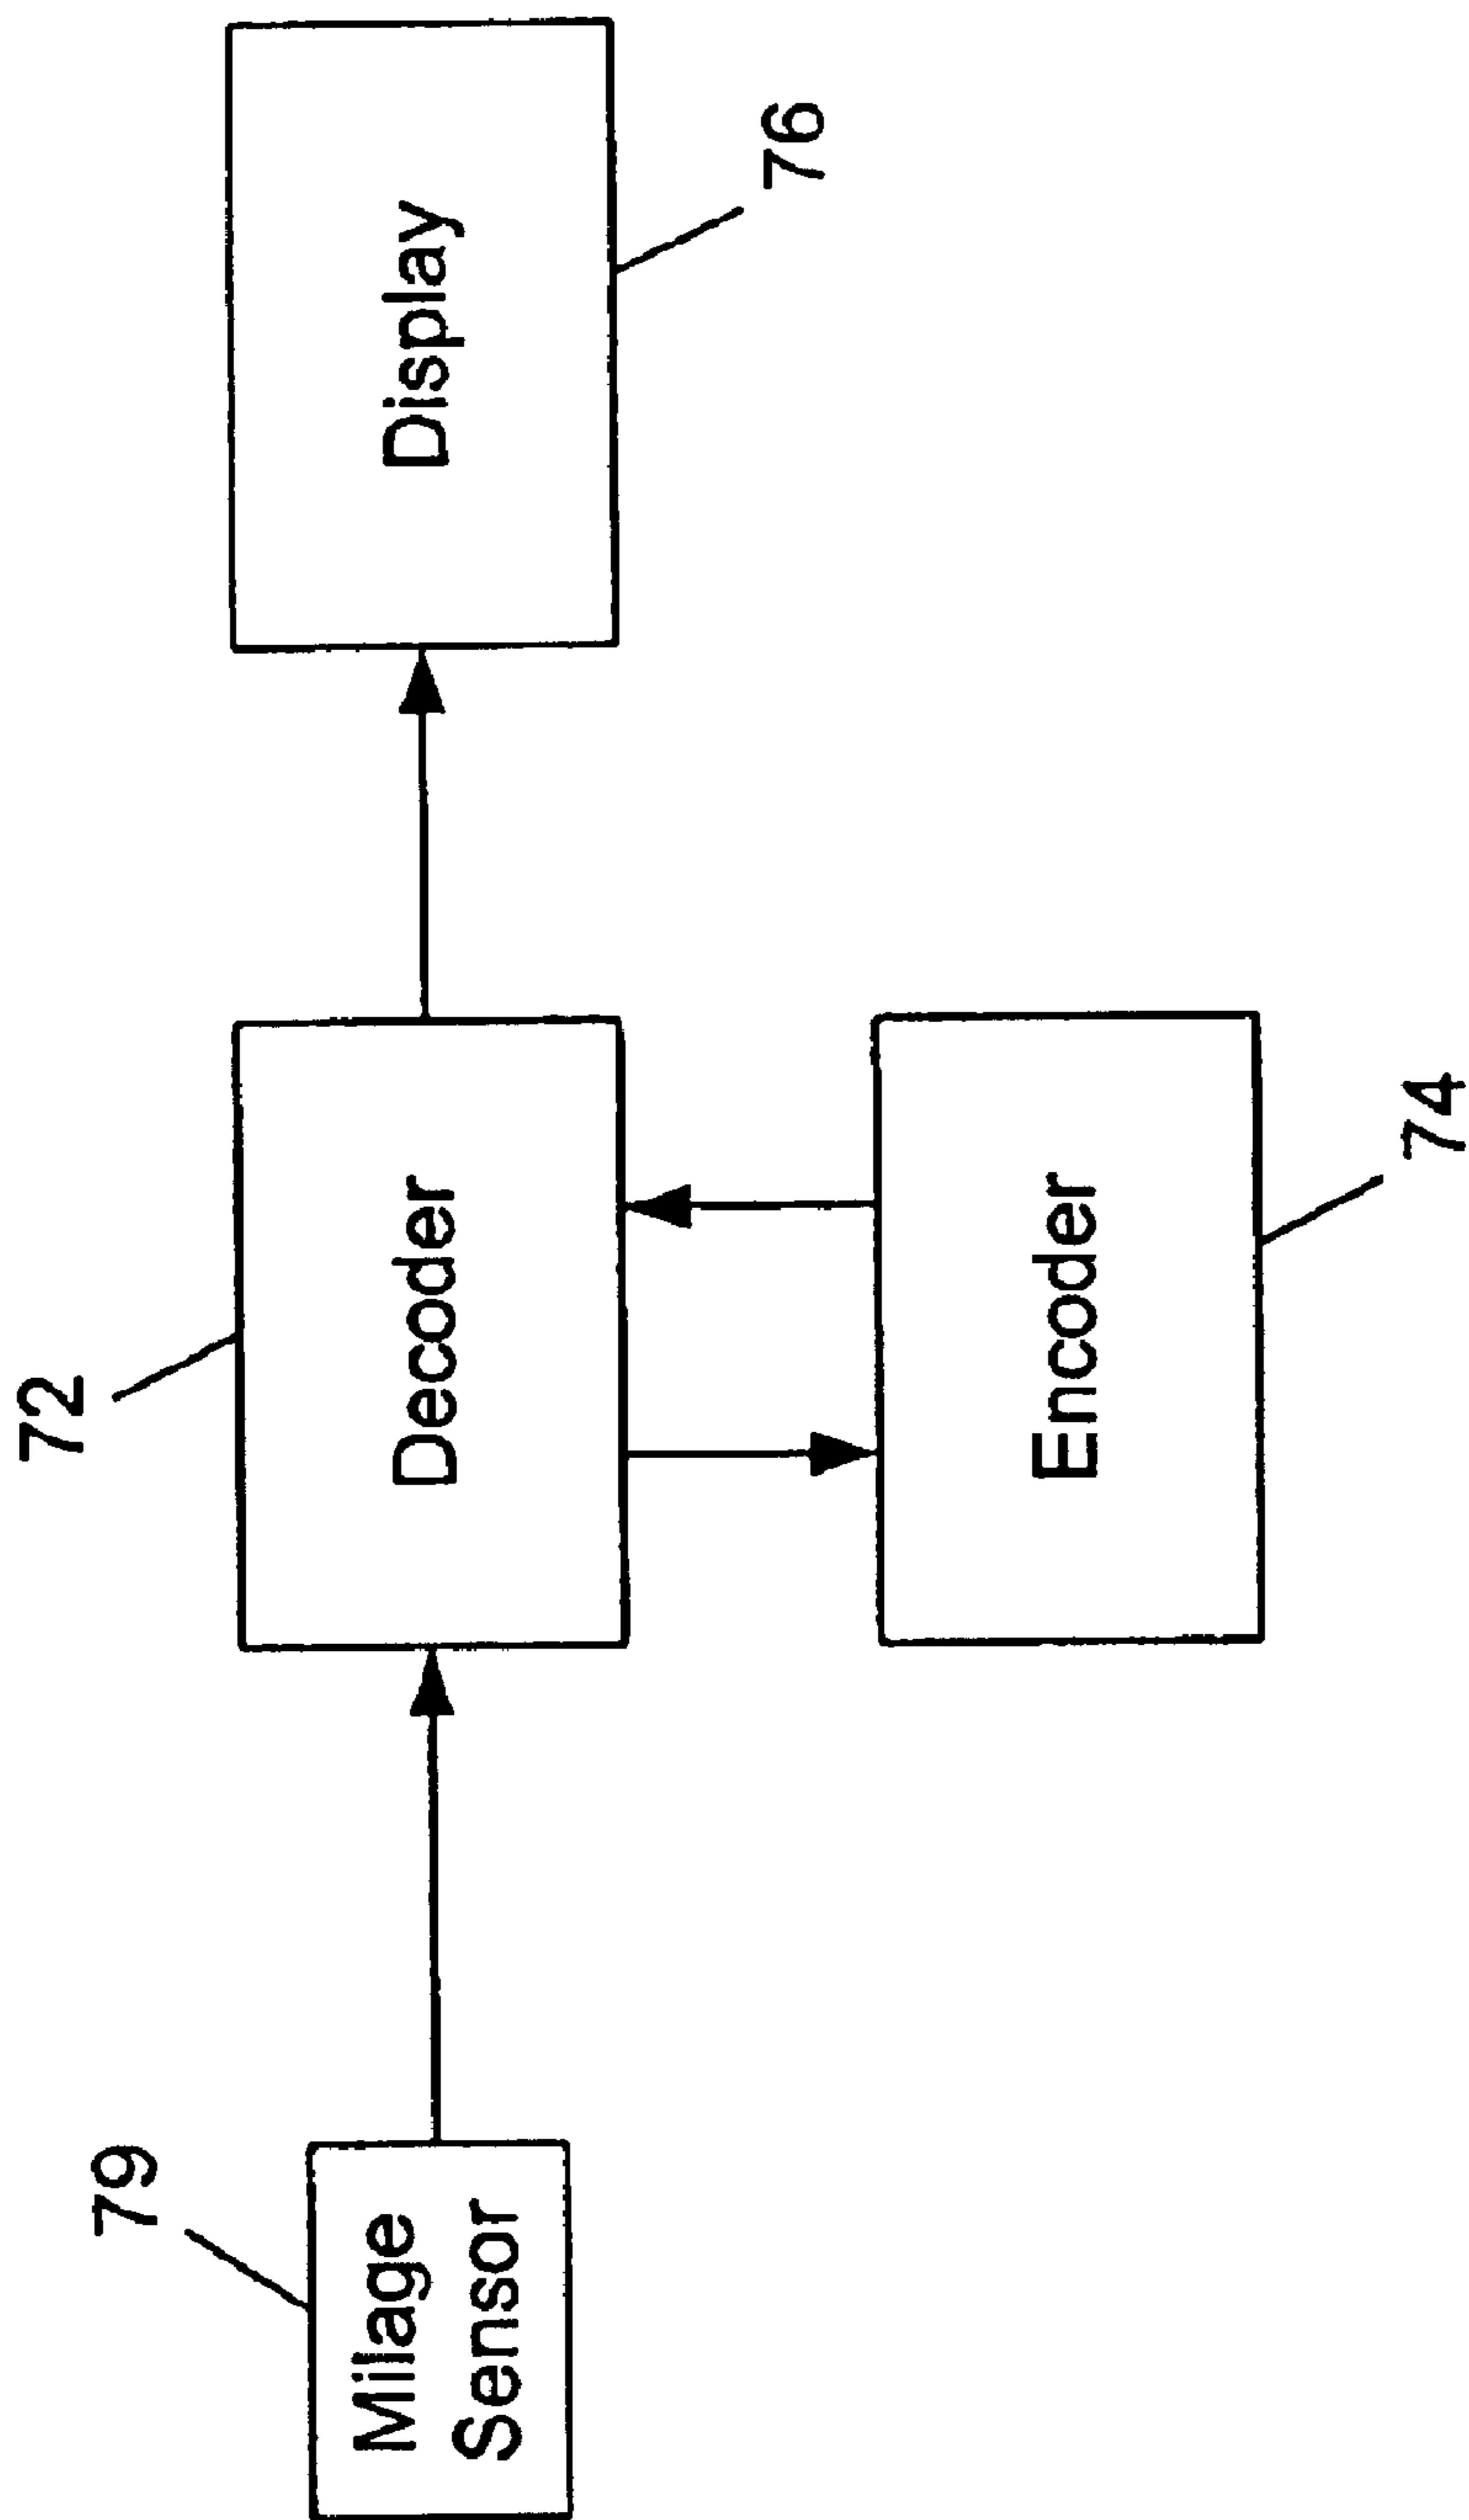 72
79
Milage
Sensor
Decoder
Display
76
Encoder
74